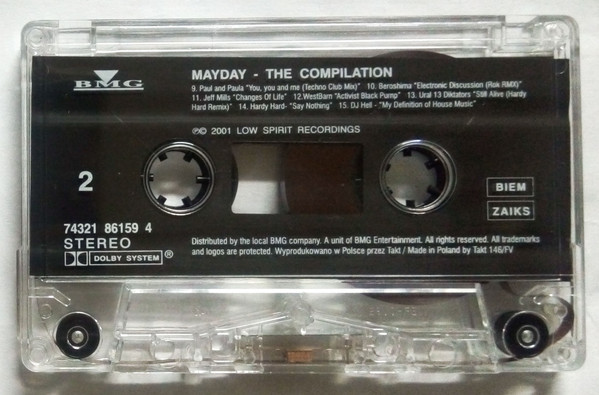 BMG
MAYDAY - THE COMPILATION
9. Paul and Paula "You, you and me (Techno Club Mix)" 10. Beroshima "Electronic Discussion (Rok RMX)"
11. Jeff Mills "Changes Of Life" 12.WestBam "Activist Black Pump" 13. Ural 13 Diktators "Still Alive (Hardy
Hard Remix)" 14. Hardy Hard- "Say Nothing" 15. DJ Hell - "My Definition of House Music"
℗© 2001 LOW SPIRIT RECORDINGS
2
BIEM
ZAIKS
74321 86159 4
STEREO
DOLBY SYSTEM®
Distributed by the local BMG company. A unit of BMG Entertainment. All rights reserved. All trademarks
and logos are protected. Wyprodukowano w Polsce przez Takt / Made in Poland by Takt 146/FV